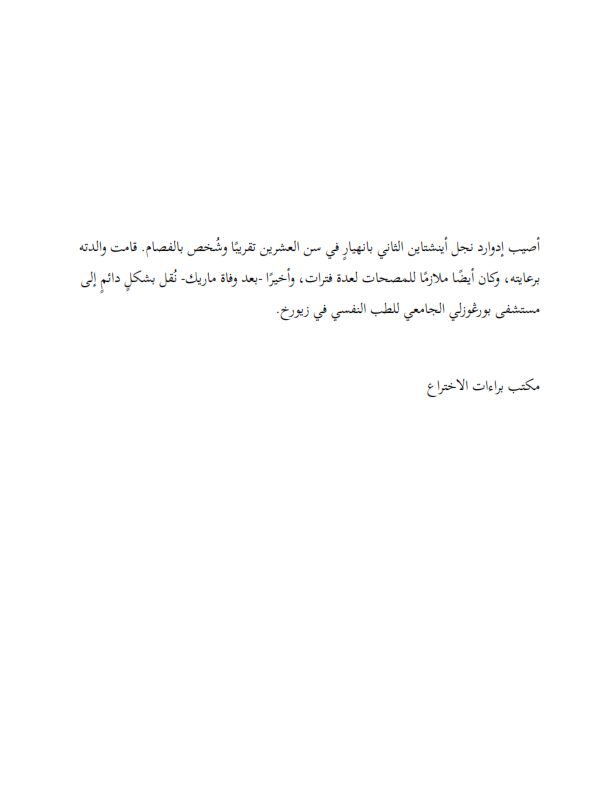 أصيب إدوارد نجل أينشتاين الثاني بانهيارٍ في سن العشرين تقريبًا وشُخص بالفصام. قامت والدته
برعايته، وكان أيضًا ملازمًا للمصحات لعدة فترات، وأخيرًا -بعد وفاة ماريك- نُقل بشكلٍ دائمٍ إلى
مستشفى بورڠوزلي الجامعي للطب النفسي في زيورخ.
مكتب براءات الاختراع